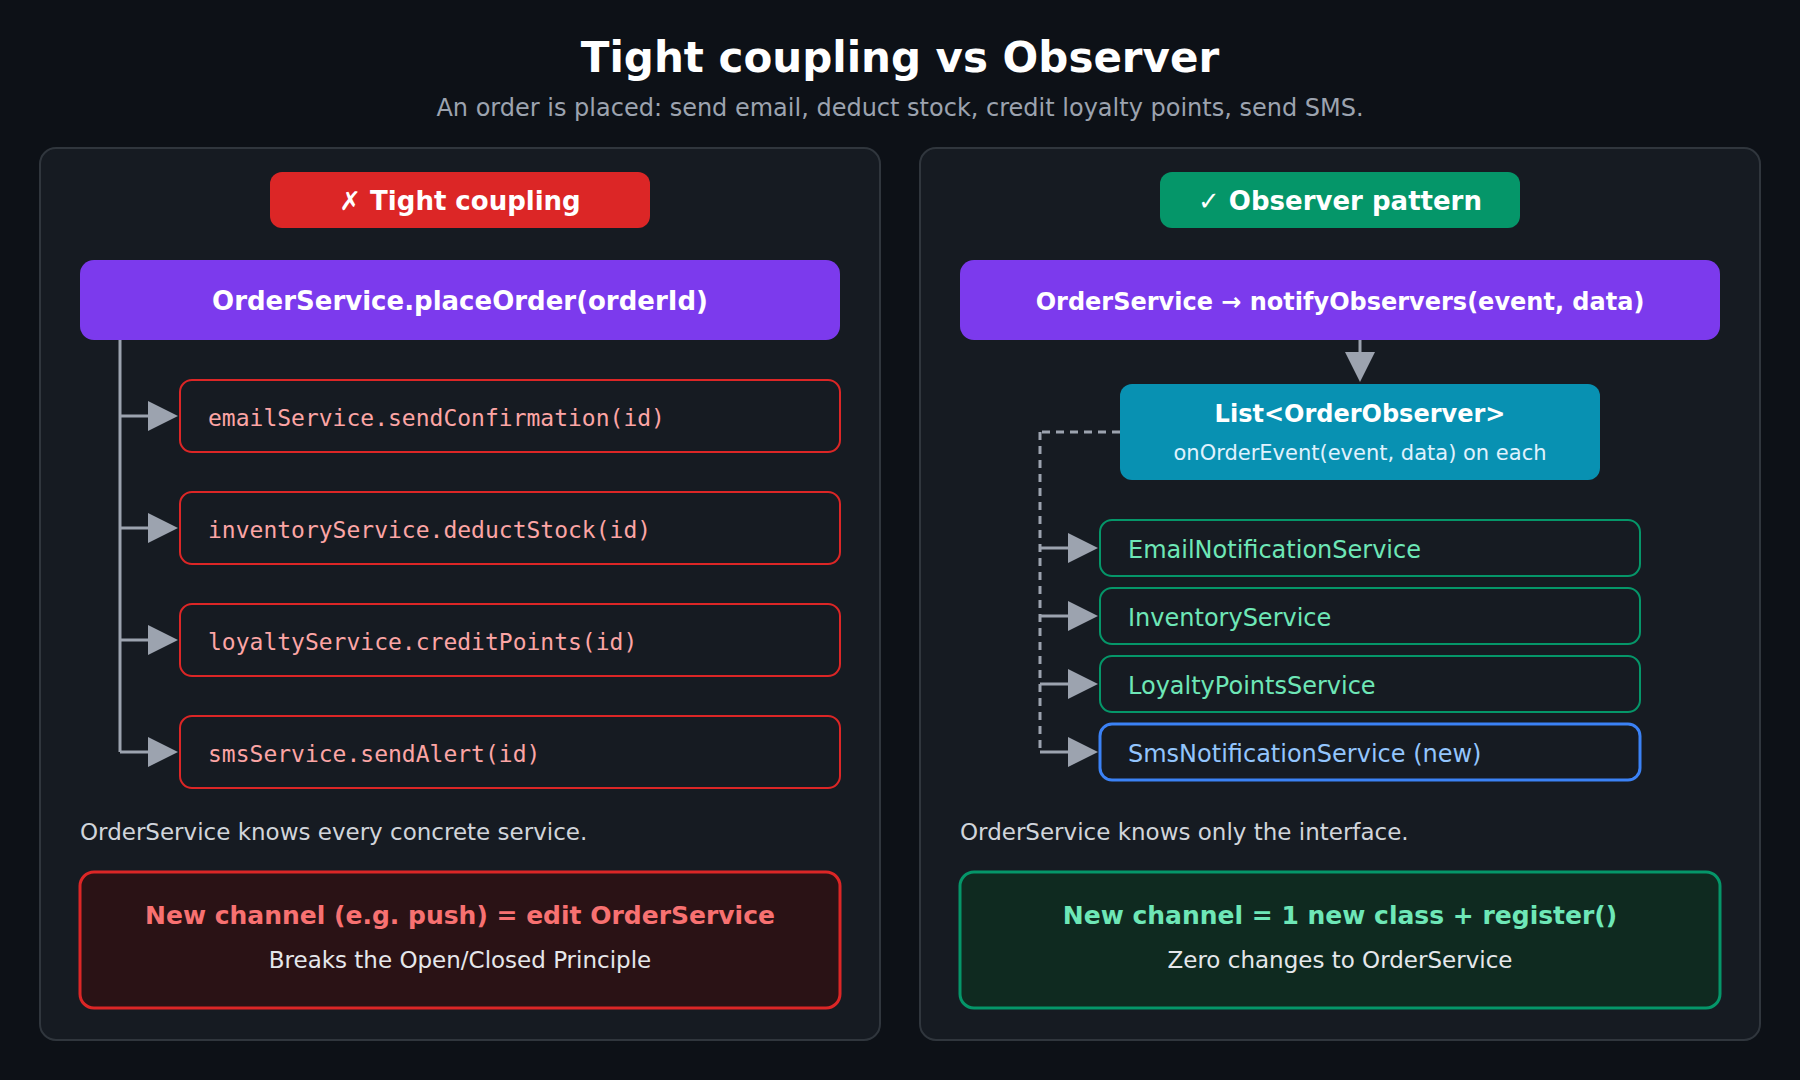 Tight coupling vs Observer
An order is placed: send email, deduct stock, credit loyalty points, send SMS.
✗ Tight coupling
OrderService.placeOrder(orderId)
emailService.sendConfirmation(id)
inventoryService.deductStock(id)
loyaltyService.creditPoints(id)
smsService.sendAlert(id)
OrderService knows every concrete service.
New channel (e.g. push) = edit OrderService
Breaks the Open/Closed Principle
✓ Observer pattern
OrderService → notifyObservers(event, data)
List<OrderObserver>
onOrderEvent(event, data) on each
EmailNotificationService
InventoryService
LoyaltyPointsService
SmsNotificationService (new)
OrderService knows only the interface.
New channel = 1 new class + register()
Zero changes to OrderService